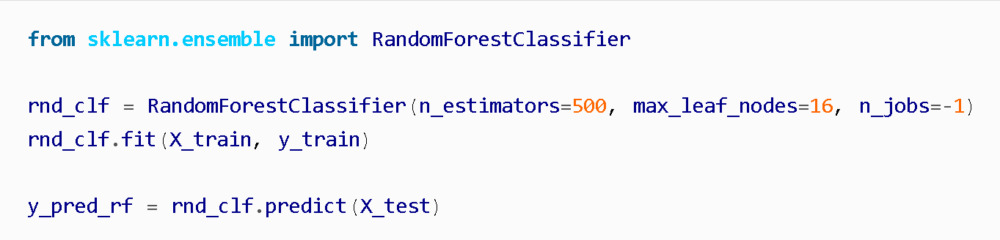 from sklearn.ensemble import RandomForestClassifier
rnd_clf = RandomForestClassifier(n_estimators=500, max_leaf_nodes=16, n_jobs=-1)
rnd_clf.fit(X_train, y_train)
y_pred_rf = rnd_clf.predict(X_test)